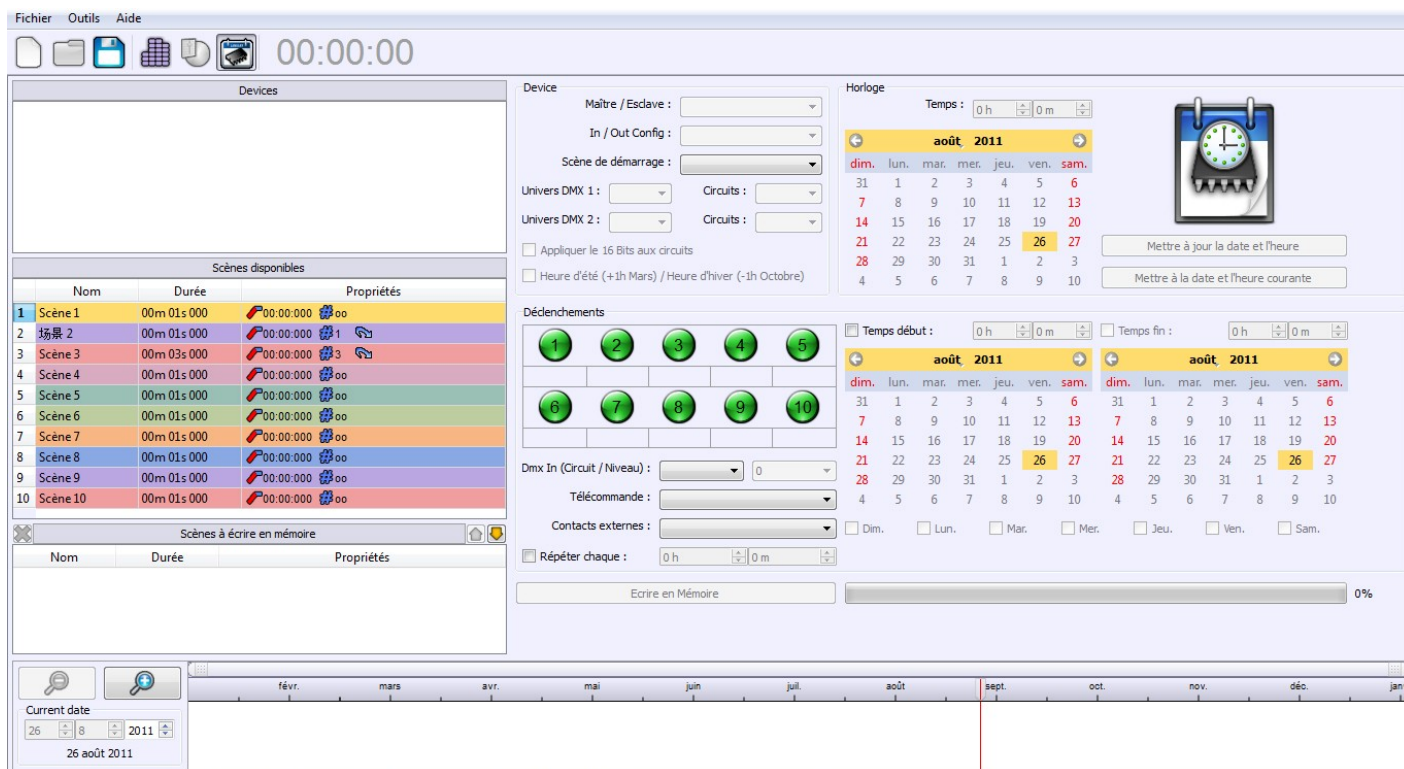 Fichier Outils Aide
00:00:00
Devices
Scènes disponibles
Nom Durée Propriétés
1 Scène 1 00m 01s 000 00:00:000 oo
2 场景 2 00m 01s 000 00:00:000 1
3 Scène 3 00m 03s 000 00:00:000 3
4 Scène 4 00m 01s 000 00:00:000 oo
5 Scène 5 00m 01s 000 00:00:000 oo
6 Scène 6 00m 01s 000 00:00:000 oo
7 Scène 7 00m 01s 000 00:00:000 oo
8 Scène 8 00m 01s 000 00:00:000 oo
9 Scène 9 00m 01s 000 00:00:000 oo
10 Scène 10 00m 01s 000 00:00:000 oo
Scènes à écrire en mémoire
Nom Durée Propriétés
Device
Maître / Esclave :
In / Out Config :
Scène de démarrage :
Univers DMX 1 : Circuits :
Univers DMX 2 : Circuits :
Appliquer le 16 Bits aux circuits
Heure d'été (+1h Mars) / Heure d'hiver (-1h Octobre)
Horloge
Temps : 0 h 0 m
août, 2011
dim. lun. mar. mer. jeu. ven. sam.
31 1 2 3 4 5 6
7 8 9 10 11 12 13
14 15 16 17 18 19 20
21 22 23 24 25 26 27
28 29 30 31 1 2 3
4 5 6 7 8 9 10
Mettre à jour la date et l'heure
Mettre à la date et l'heure courante
Déclenchements
1 2 3 4 5
6 7 8 9 10
Dmx In (Circuit / Niveau) : 0
Télécommande :
Contacts externes :
Répéter chaque : 0 h 0 m
Temps début : 0 h 0 m
août, 2011
dim. lun. mar. mer. jeu. ven. sam.
31 1 2 3 4 5 6
7 8 9 10 11 12 13
14 15 16 17 18 19 20
21 22 23 24 25 26 27
28 29 30 31 1 2 3
4 5 6 7 8 9 10
Temps fin : 0 h 0 m
août, 2011
dim. lun. mar. mer. jeu. ven. sam.
31 1 2 3 4 5 6
7 8 9 10 11 12 13
14 15 16 17 18 19 20
21 22 23 24 25 26 27
28 29 30 31 1 2 3
4 5 6 7 8 9 10
Dim. Lun. Mar. Mer. Jeu. Ven. Sam.
Ecrire en Mémoire
0%
févr. mars avr. mai juin juil. août sept. oct. nov. déc. jan
Current date
26 8 2011
26 août 2011